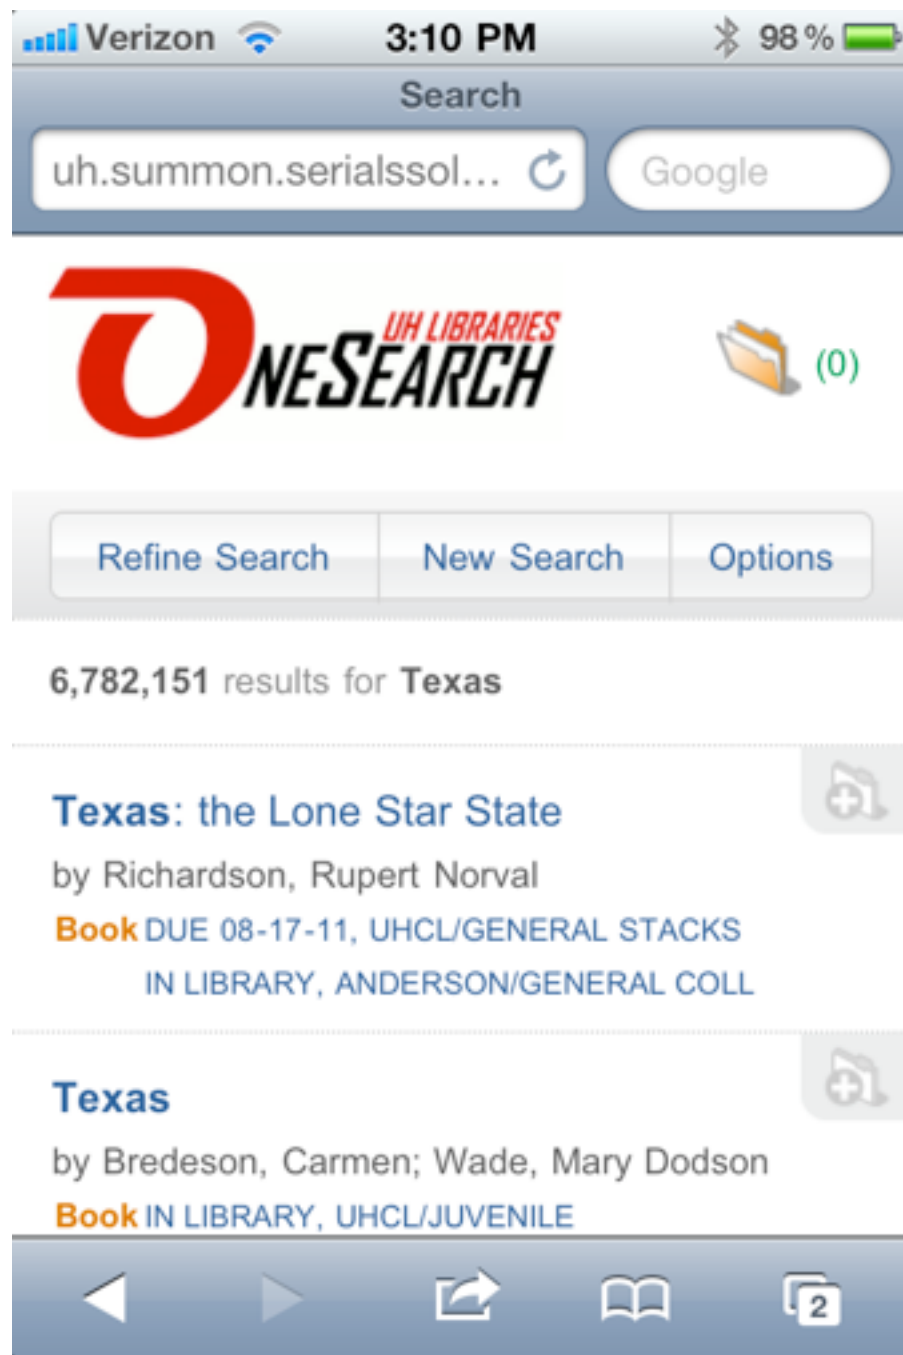 Verizon 3:10 PM 98%
Search
uh.summon.serialssol... Google
UH LIBRARIES
ONESEARCH
(0)
Refine Search New Search Options
6,782,151 results for Texas
Texas: the Lone Star State
by Richardson, Rupert Norval
Book DUE 08-17-11, UHCL/GENERAL STACKS
IN LIBRARY, ANDERSON/GENERAL COLL
Texas
by Bredeson, Carmen; Wade, Mary Dodson
Book IN LIBRARY, UHCL/JUVENILE
2